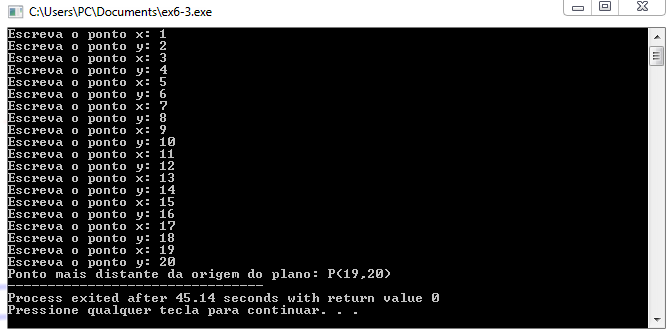 C:\Users\PC\Documents\ex6-3.exe
Escreva o ponto x: 1
Escreva o ponto y: 2
Escreva o ponto x: 3
Escreva o ponto y: 4
Escreva o ponto x: 5
Escreva o ponto y: 6
Escreva o ponto x: 7
Escreva o ponto y: 8
Escreva o ponto x: 9
Escreva o ponto y: 10
Escreva o ponto x: 11
Escreva o ponto y: 12
Escreva o ponto x: 13
Escreva o ponto y: 14
Escreva o ponto x: 15
Escreva o ponto y: 16
Escreva o ponto x: 17
Escreva o ponto y: 18
Escreva o ponto x: 19
Escreva o ponto y: 20
Ponto mais distante da origem do plano: P(19,20)
--------------------------------
Process exited after 45.14 seconds with return value 0
Pressione qualquer tecla para continuar. . .